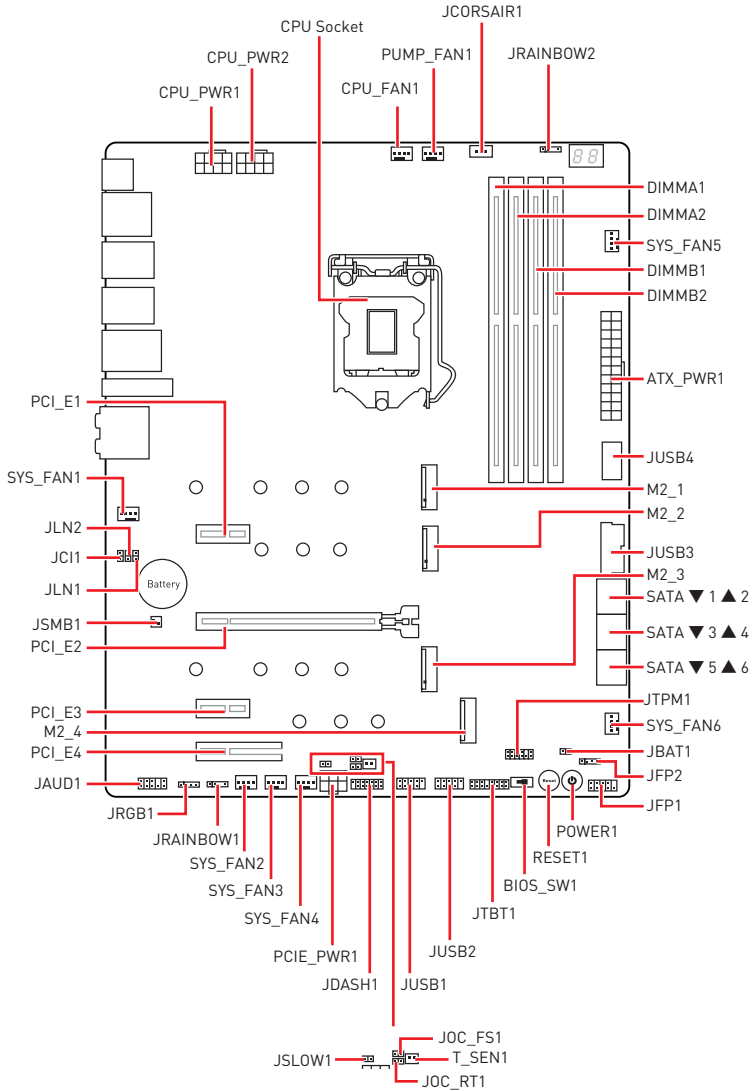 CPU Socket
JCORSAIR1
CPU_PWR2
PUMP_FAN1
JRAINBOW2
CPU_PWR1
CPU_FAN1
88
DIMMA1
DIMMA2
SYS_FAN5
DIMMB1
DIMMB2
ATX_PWR1
PCI_E1
JUSB4
SYS_FAN1
M2_1
M2_2
JLN2
JCI1
JUSB3
JLN1
M2_3
Battery
SATA ▼ 1 ▲ 2
JSMB1
SATA ▼ 3 ▲ 4
PCI_E2
SATA ▼ 5 ▲ 6
JTPM1
PCI_E3
SYS_FAN6
M2_4
PCI_E4
JBAT1
JAUD1
JFP2
Reset
JRGB1
JFP1
JRAINBOW1
POWER1
SYS_FAN2
RESET1
SYS_FAN3
BIOS_SW1
SYS_FAN4
JTBT1
PCIE_PWR1
JUSB2
JDASH1
JUSB1
JOC_FS1
JSLOW1
T_SEN1
JOC_RT1